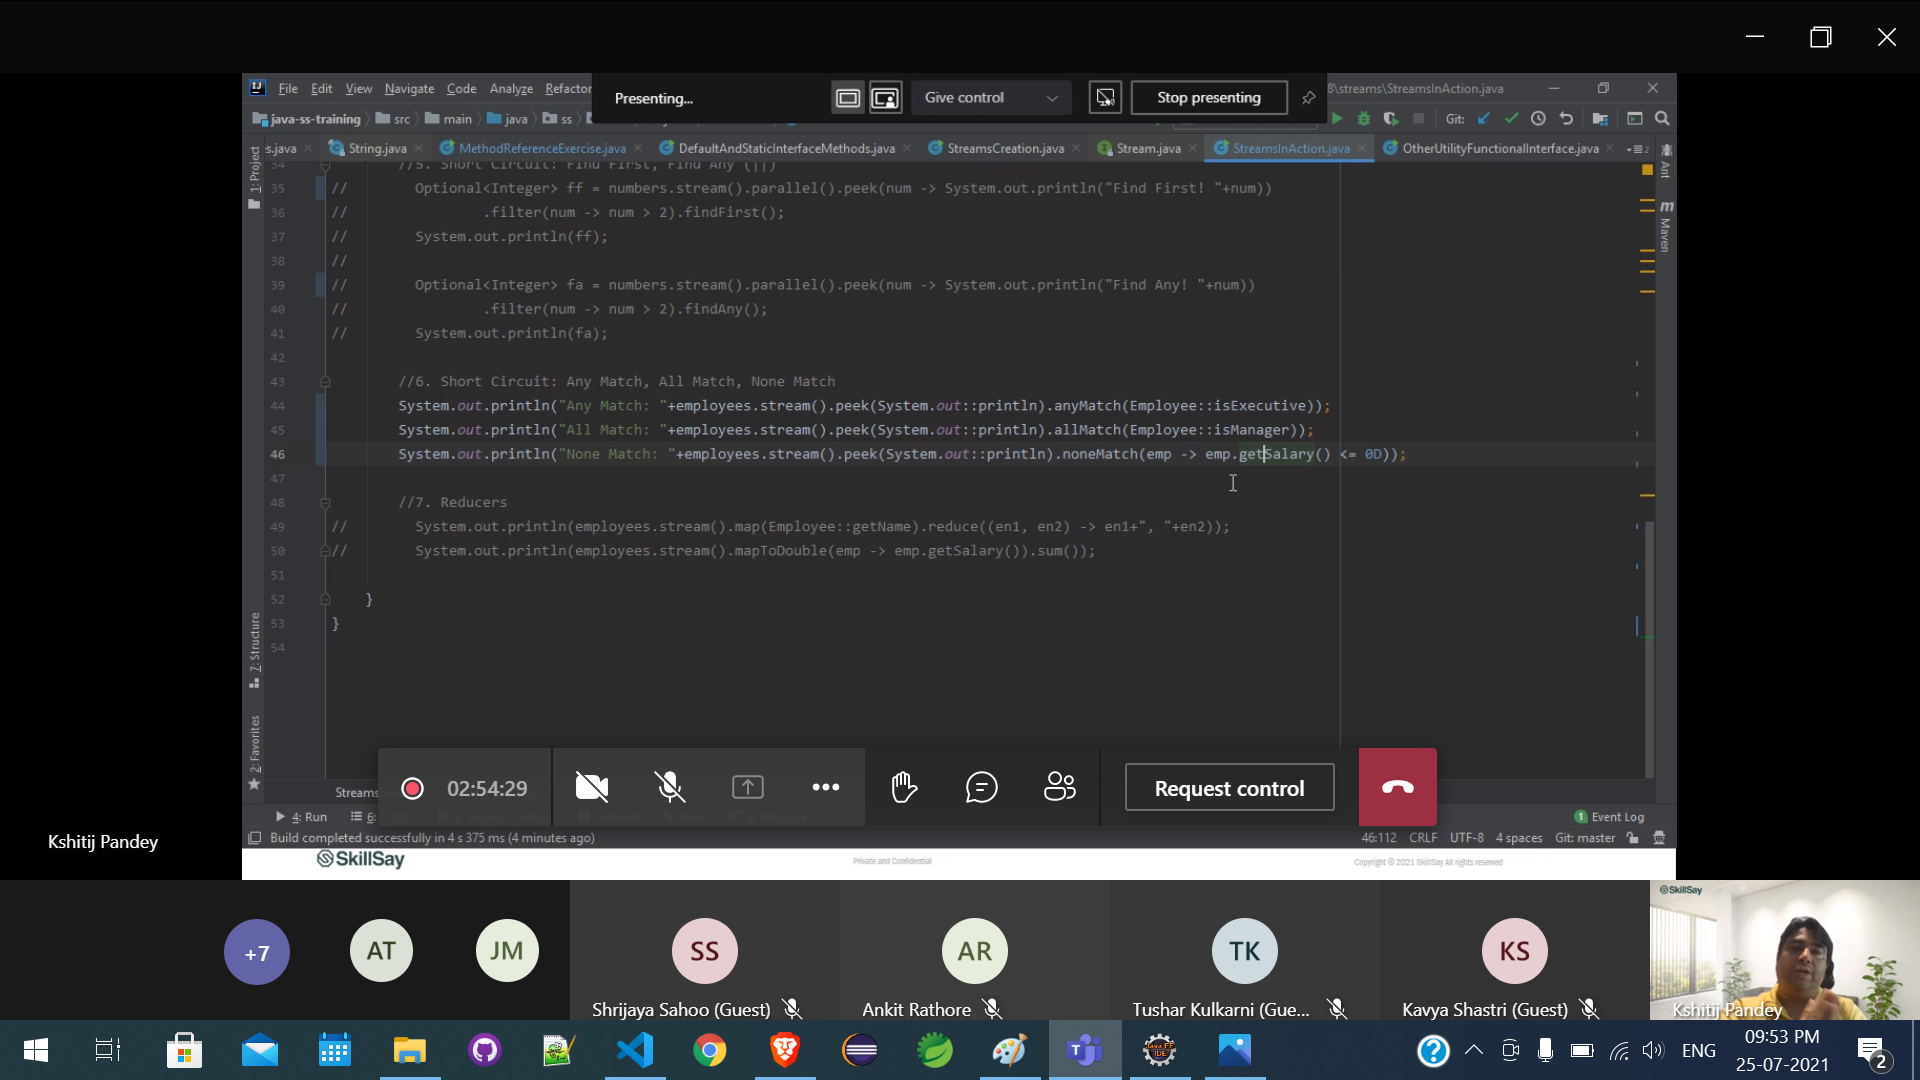 File Edit View Navigate Code Analyze Refactor
Presenting...
Give control
Stop presenting
8\streams\StreamsInAction.java
java-ss-training src main java ss
Git:
s.java String.java MethodReferenceExercise.java DefaultAndStaticInterfaceMethods.java StreamsCreation.java Stream.java StreamsInAction.java OtherUtilityFunctionalInterface.java
1: Project
Ant
Maven
34 //5. Short Circuit: Find First, Find Any (||)
35 // Optional<Integer> ff = numbers.stream().parallel().peek(num -> System.out.println("Find First! "+num))
36 // .filter(num -> num > 2).findFirst();
37 // System.out.println(ff);
38 //
39 // Optional<Integer> fa = numbers.stream().parallel().peek(num -> System.out.println("Find Any! "+num))
40 // .filter(num -> num > 2).findAny();
41 // System.out.println(fa);
42
43 //6. Short Circuit: Any Match, All Match, None Match
44 System.out.println("Any Match: "+employees.stream().peek(System.out::println).anyMatch(Employee::isExecutive));
45 System.out.println("All Match: "+employees.stream().peek(System.out::println).allMatch(Employee::isManager));
46 System.out.println("None Match: "+employees.stream().peek(System.out::println).noneMatch(emp -> emp.getSalary() <= 0D));
47
48 //7. Reducers
49 // System.out.println(employees.stream().map(Employee::getName).reduce((en1, en2) -> en1+", "+en2));
50 // System.out.println(employees.stream().mapToDouble(emp -> emp.getSalary()).sum());
51
52 }
53 }
54
7: Structure
2: Favorites
Streams
02:54:29
Request control
4: Run
6:
Event Log
Build completed successfully in 4 s 375 ms (4 minutes ago)
46:112 CRLF UTF-8 4 spaces Git: master
Kshitij Pandey
SkillSay
Private and Confidential
Copyright © 2021 SkillSay All rights reserved
+7
AT
JM
SS
AR
TK
KS
SkillSay
Shrijaya Sahoo (Guest)
Ankit Rathore
Tushar Kulkarni (Gue...
Kavya Shastri (Guest)
Kshitij Pandey
ENG
09:53 PM
25-07-2021
2